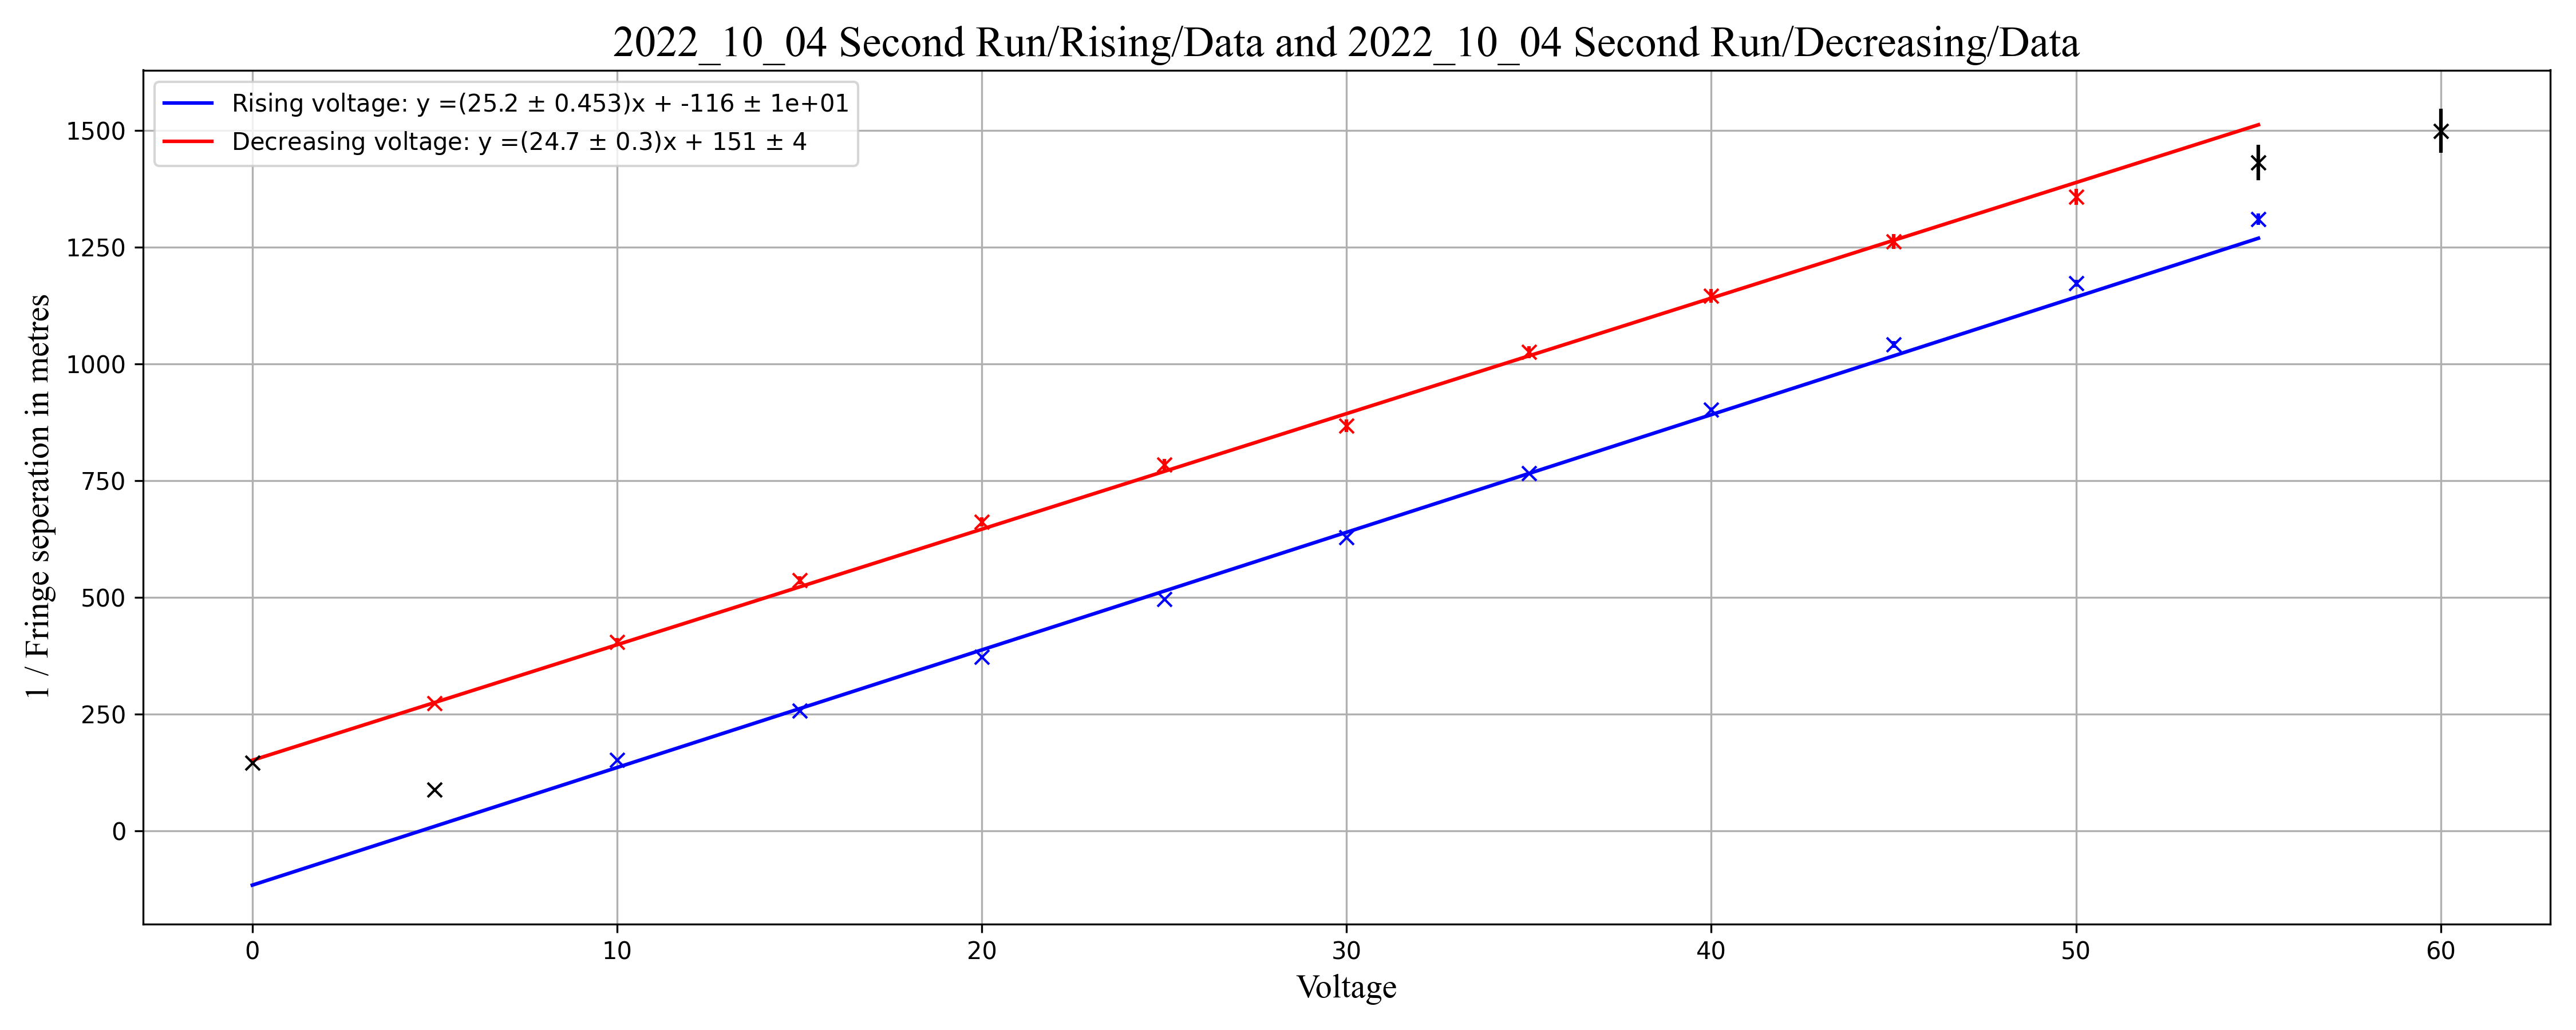 2022_10_04 Second Run/Rising/Data and 2022_10_04 Second Run/Decreasing/Data
Rising voltage: y =(25.2 ± 0.453)x + -116 ± 1e+01
Decreasing voltage: y =(24.7 ± 0.3)x + 151 ± 4
1500
1250
1000
750
500
250
0
1 / Fringe seperation in metres
0 10 20 30 40 50 60
Voltage